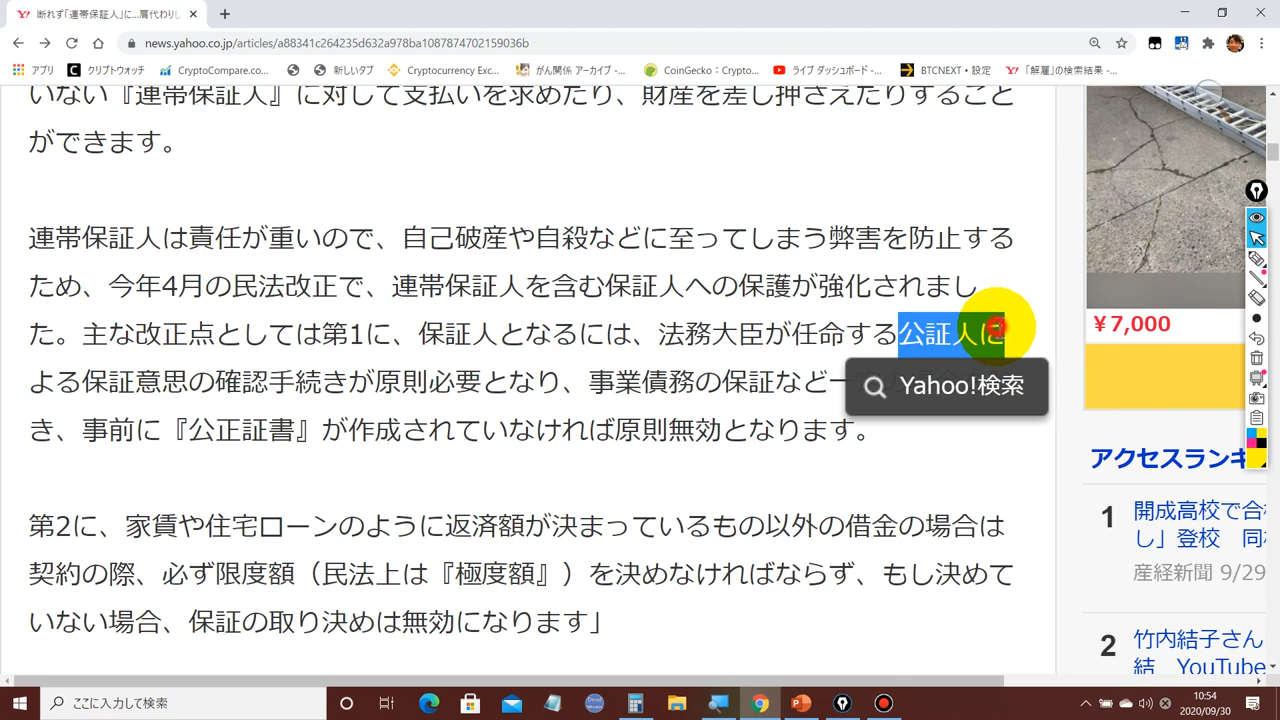 断れず「連帯保証人」に…肩代わりし
news.yahoo.co.jp/articles/a88341c264235d632a978ba1087874702159036b
アプリ
クリプトウォッチ
CryptoCompare.co...
新しいタブ
Cryptocurrency Exc...
がん関係 アーカイブ -...
CoinGecko：Crypto...
ライブ ダッシュボード -...
BTCNEXT・設定
「解雇」の検索結果 -...
いない『連帯保証人』に対して支払いを求めたり、財産を差し押さえたりすること
ができます。
連帯保証人は責任が重いので、自己破産や自殺などに至ってしまう弊害を防止する
ため、今年4月の民法改正で、連帯保証人を含む保証人への保護が強化されまし
た。主な改正点としては第1に、保証人となるには、法務大臣が任命する公証人に
よる保証意思の確認手続きが原則必要となり、事業債務の保証など一
Yahoo!検索
き、事前に『公正証書』が作成されていなければ原則無効となります。
第2に、家賃や住宅ローンのように返済額が決まっているもの以外の借金の場合は
契約の際、必ず限度額（民法上は『極度額』）を決めなければならず、もし決めて
いない場合、保証の取り決めは無効になります」
￥7,000
アクセスランキ
1
開成高校で合
し」登校 同
産経新聞 9/29
2
竹内結子さん
結 YouTube
ここに入力して検索
10:54
2020/09/30